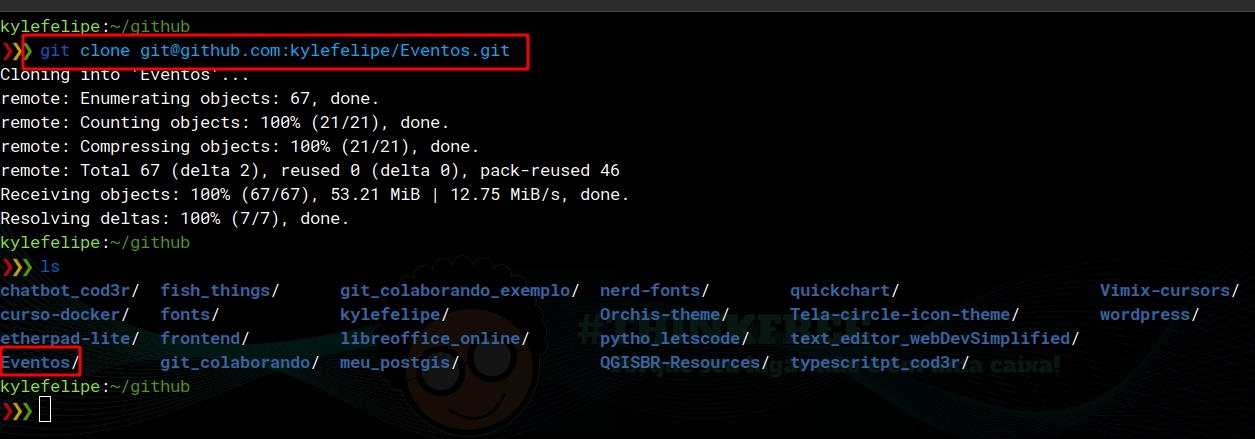 kylefelipe:~/github
❯❯❯ git clone git@github.com:kylefelipe/Eventos.git
Cloning into 'Eventos'...
remote: Enumerating objects: 67, done.
remote: Counting objects: 100% (21/21), done.
remote: Compressing objects: 100% (21/21), done.
remote: Total 67 (delta 2), reused 0 (delta 0), pack-reused 46
Receiving objects: 100% (67/67), 53.21 MiB | 12.75 MiB/s, done.
Resolving deltas: 100% (7/7), done.
kylefelipe:~/github
❯❯❯ ls
chatbot_cod3r/ fish_things/ git_colaborando_exemplo/ nerd-fonts/ quickchart/ Vimix-cursors/
curso-docker/ fonts/ kylefelipe/ Orchis-theme/ Tela-circle-icon-theme/ wordpress/
etherpad-lite/ frontend/ libreoffice_online/ pytho_letscode/ text_editor_webDevSimplified/
Eventos/ git_colaborando/ meu_postgis/ QGISBR-Resources/ typescritpt_cod3r/
kylefelipe:~/github
❯❯❯
caixa!